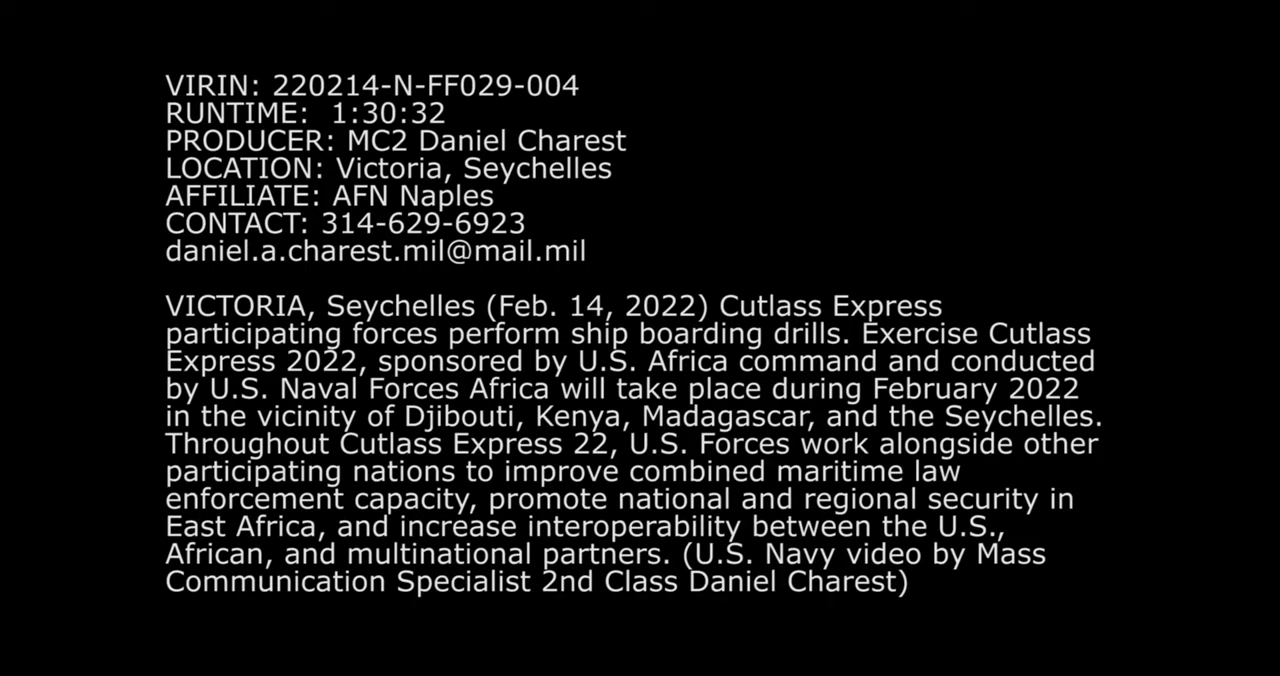 VIRIN: 220214-N-FF029-004
RUNTIME:  1:30:32
PRODUCER: MC2 Daniel Charest
LOCATION: Victoria, Seychelles
AFFILIATE: AFN Naples
CONTACT: 314-629-6923
daniel.a.charest.mil@mail.mil
VICTORIA, Seychelles (Feb. 14, 2022) Cutlass Express
participating forces perform ship boarding drills. Exercise Cutlass
Express 2022, sponsored by U.S. Africa command and conducted
by U.S. Naval Forces Africa will take place during February 2022
in the vicinity of Djibouti, Kenya, Madagascar, and the Seychelles.
Throughout Cutlass Express 22, U.S. Forces work alongside other
participating nations to improve combined maritime law
enforcement capacity, promote national and regional security in
East Africa, and increase interoperability between the U.S.,
African, and multinational partners. (U.S. Navy video by Mass
Communication Specialist 2nd Class Daniel Charest)